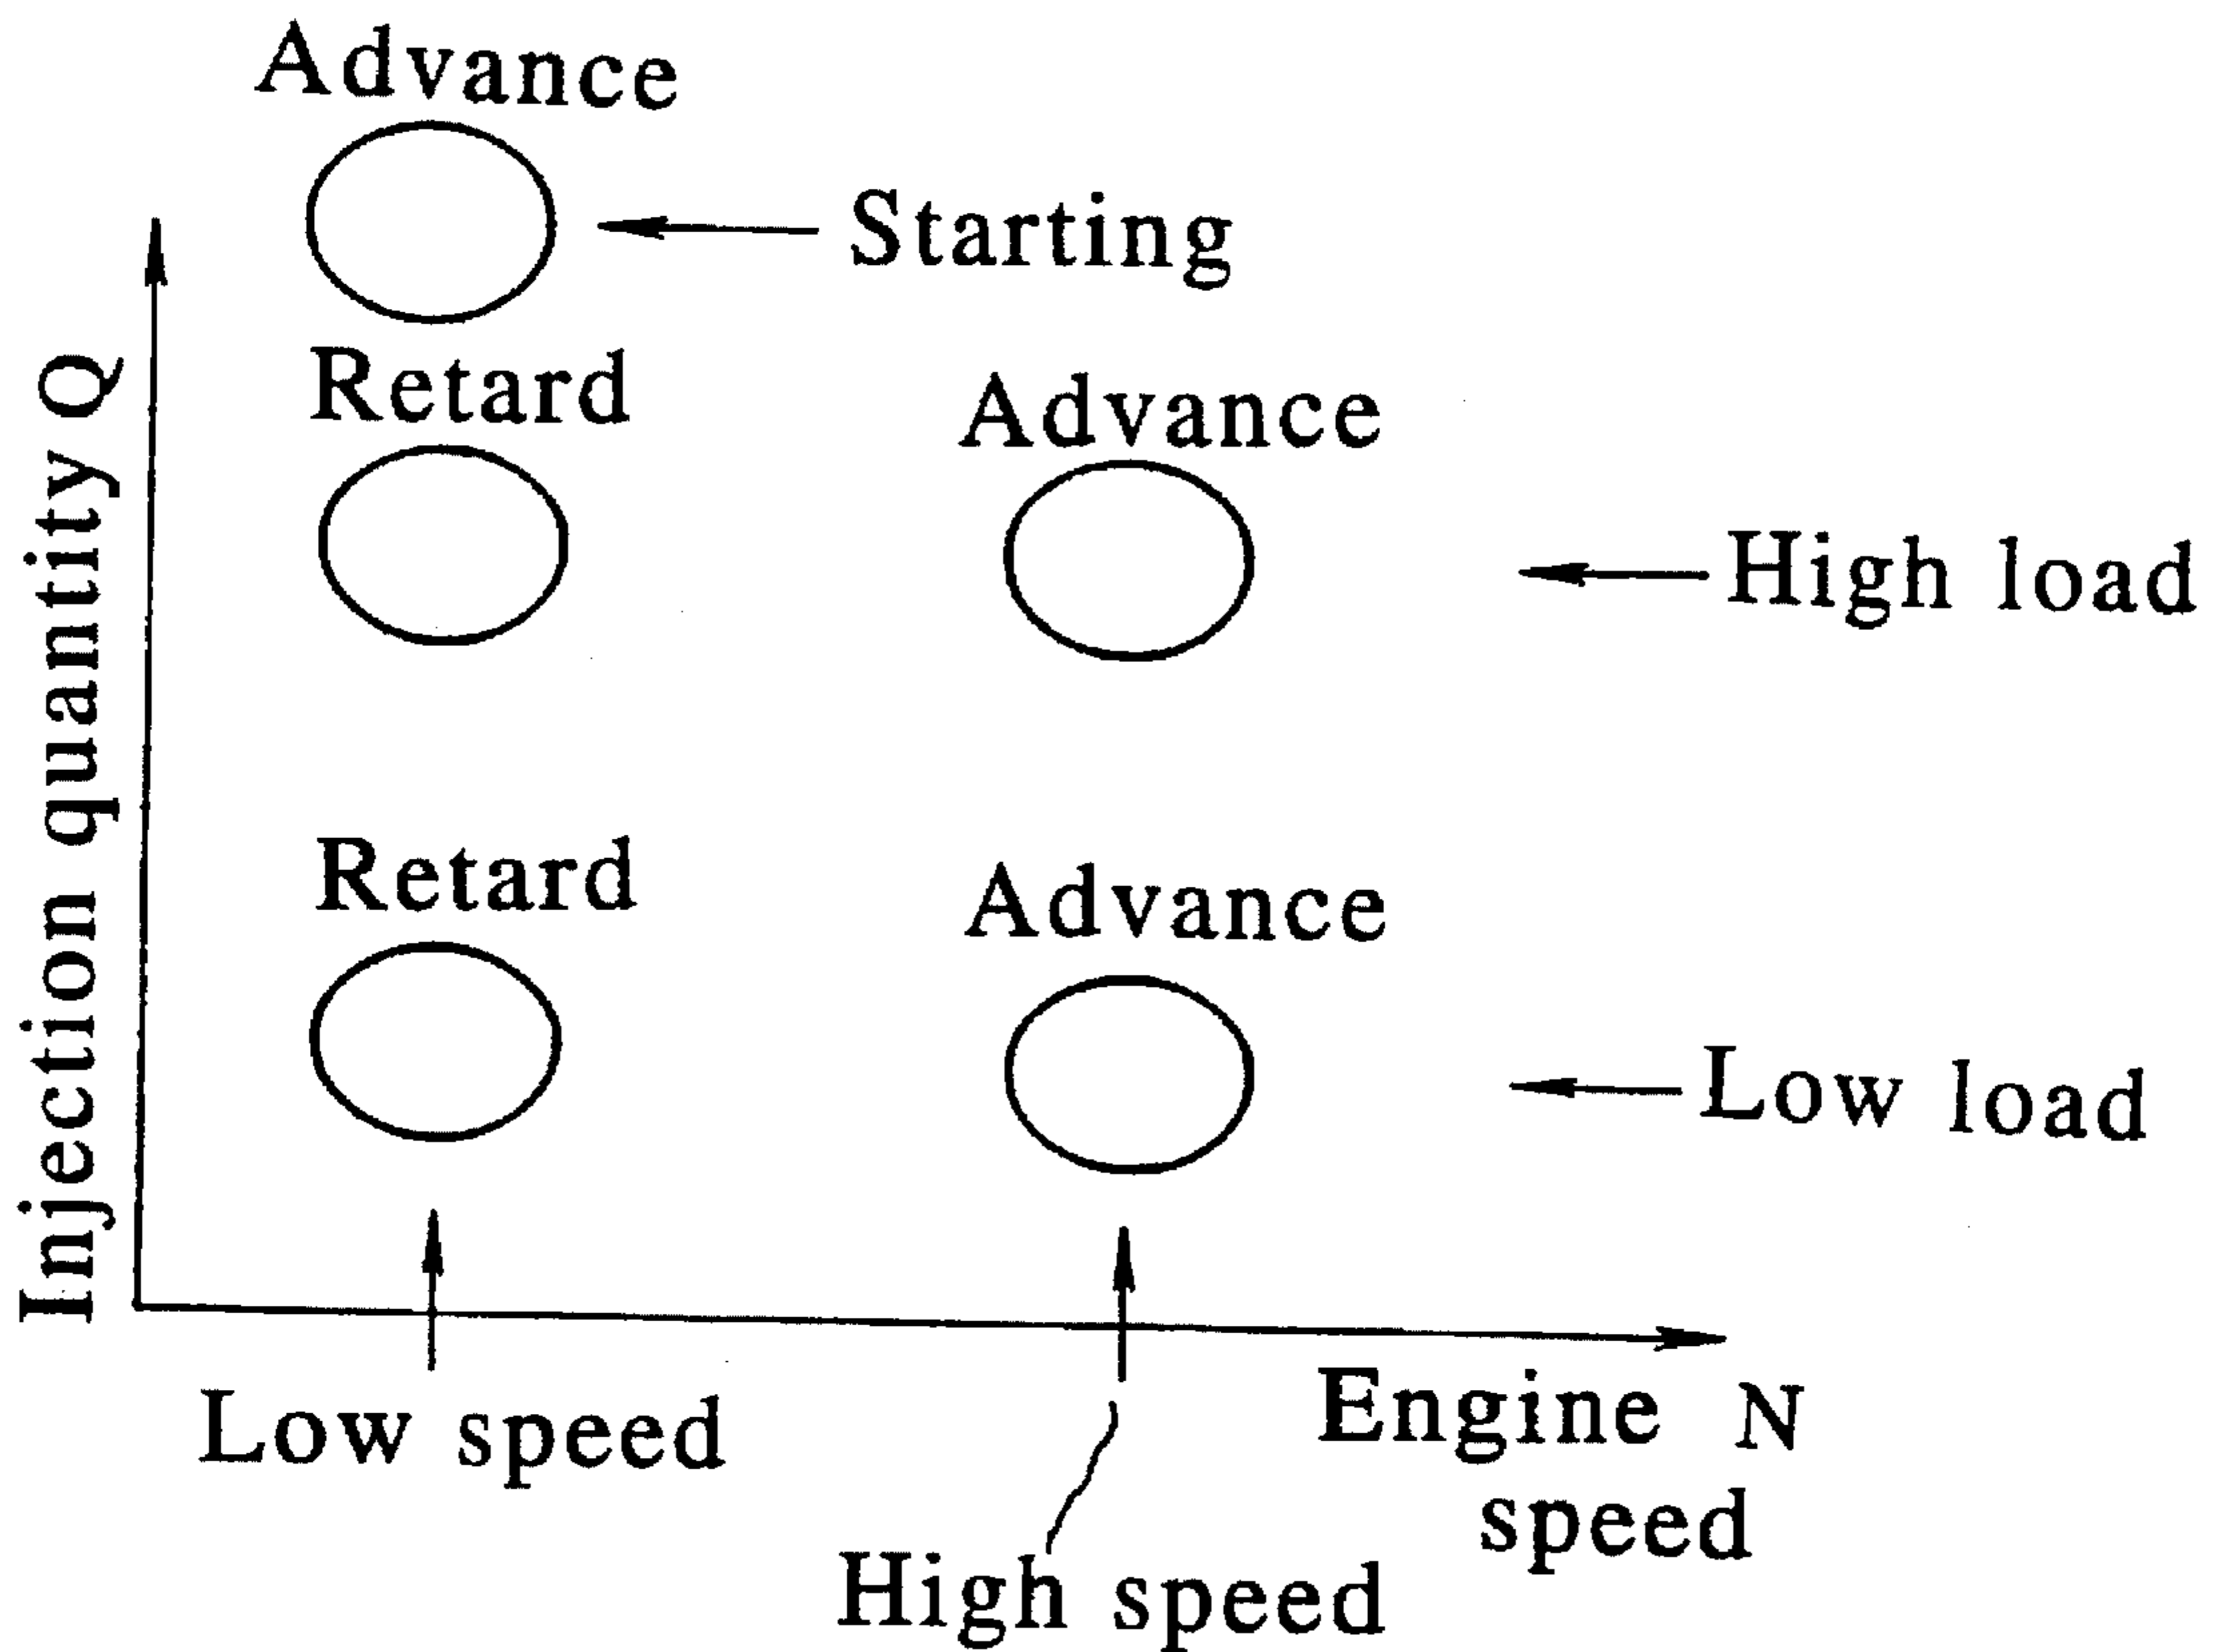 Advance
Starting
Retard
Advance
High load
Retard
Advance
Low load
Injection quantity Q
Low speed
High speed
Engine N
speed